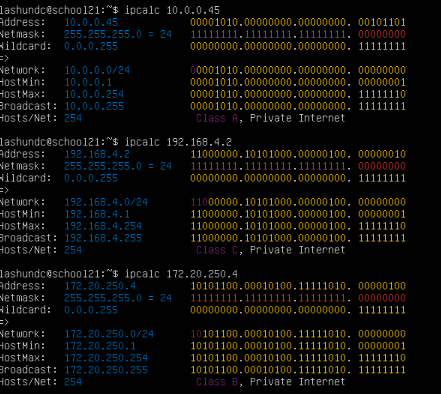 lashundc@school21:~$ ipcalc 10.0.0.45
Address:   10.0.0.45            00001010.00000000.00000000. 00101101
Netmask:   255.255.255.0 = 24   11111111.11111111.11111111. 00000000
Wildcard:  0.0.0.255            00000000.00000000.00000000. 11111111
=>
Network:   10.0.0.0/24          00001010.00000000.00000000. 00000000
HostMin:   10.0.0.1             00001010.00000000.00000000. 00000001
HostMax:   10.0.0.254           00001010.00000000.00000000. 11111110
Broadcast: 10.0.0.255           00001010.00000000.00000000. 11111111
Hosts/Net: 254                   Class A, Private Internet
lashundc@school21:~$ ipcalc 192.168.4.2
Address:   192.168.4.2          11000000.10101000.00000100. 00000010
Netmask:   255.255.255.0 = 24   11111111.11111111.11111111. 00000000
Wildcard:  0.0.0.255            00000000.00000000.00000000. 11111111
=>
Network:   192.168.4.0/24       11000000.10101000.00000100. 00000000
HostMin:   192.168.4.1          11000000.10101000.00000100. 00000001
HostMax:   192.168.4.254        11000000.10101000.00000100. 11111110
Broadcast: 192.168.4.255        11000000.10101000.00000100. 11111111
Hosts/Net: 254                   Class C, Private Internet
lashundc@school21:~$ ipcalc 172.20.250.4
Address:   172.20.250.4         10101100.00010100.11111010. 00000100
Netmask:   255.255.255.0 = 24   11111111.11111111.11111111. 00000000
Wildcard:  0.0.0.255            00000000.00000000.00000000. 11111111
=>
Network:   172.20.250.0/24      10101100.00010100.11111010. 00000000
HostMin:   172.20.250.1         10101100.00010100.11111010. 00000001
HostMax:   172.20.250.254       10101100.00010100.11111010. 11111110
Broadcast: 172.20.250.255       10101100.00010100.11111010. 11111111
Hosts/Net: 254                   Class B, Private Internet